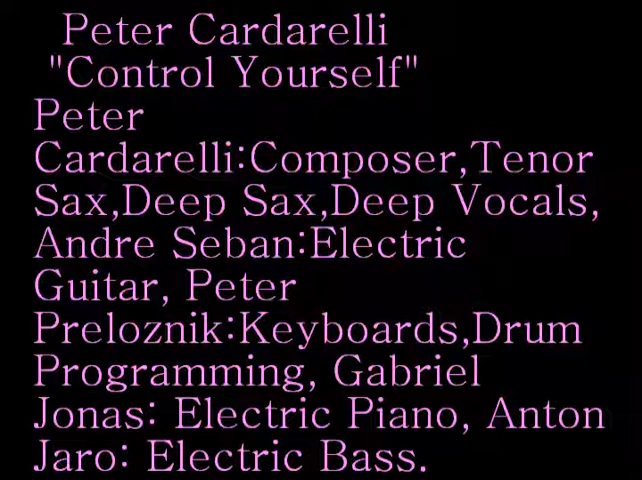 Peter Cardarelli
"Control Yourself"
Peter
Cardarelli:Composer,Tenor
Sax,Deep Sax,Deep Vocals,
Andre Seban:Electric
Guitar, Peter
Preloznik:Keyboards,Drum
Programming, Gabriel
Jonas: Electric Piano, Anton
Jaro: Electric Bass.